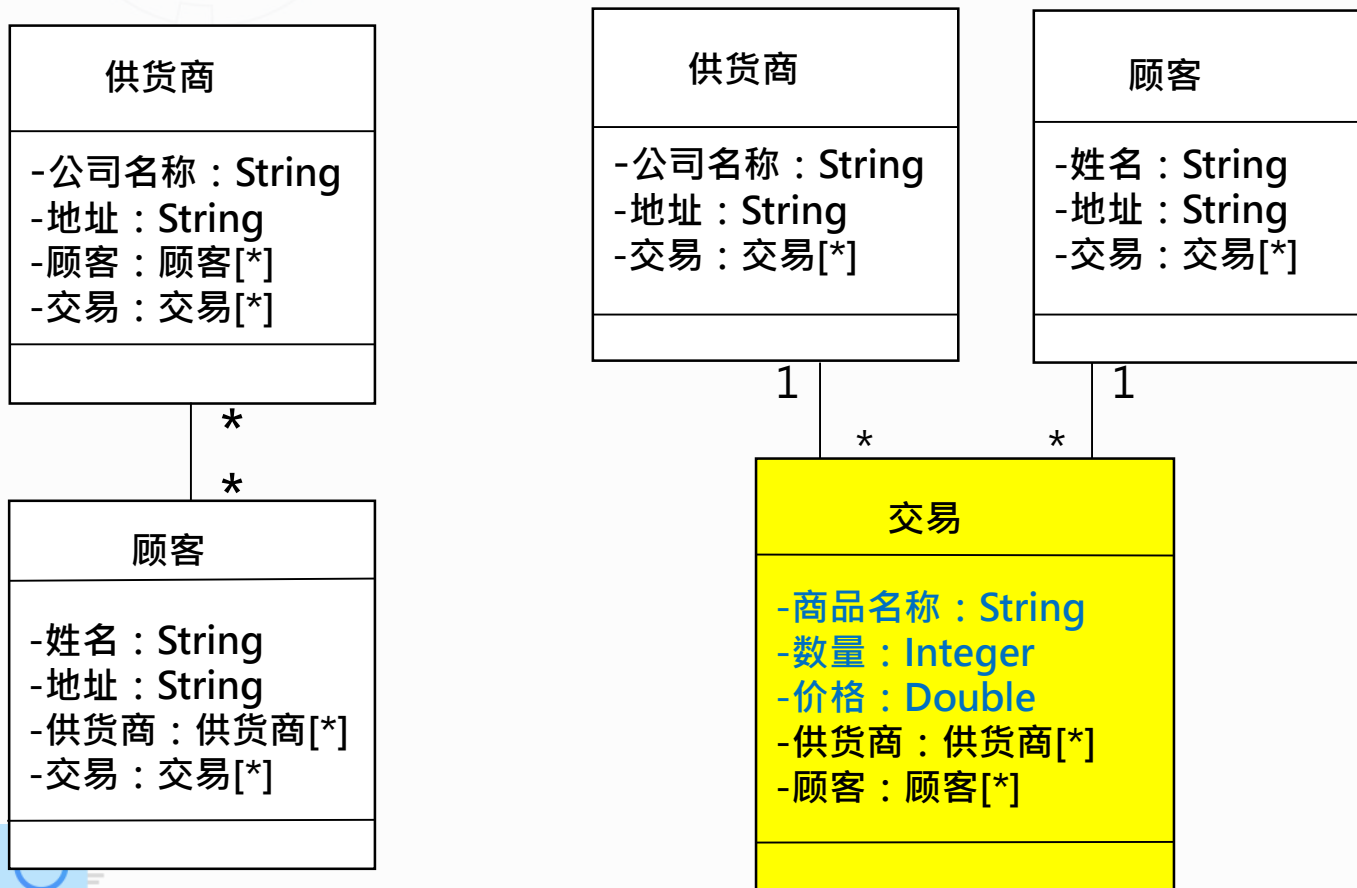 供货商
-公司名称：String
-地址：String
-顾客：顾客[*]
-交易：交易[*]
*
*
顾客
-姓名：String
-地址：String
-供货商：供货商[*]
-交易：交易[*]
供货商
-公司名称：String
-地址：String
-交易：交易[*]
顾客
-姓名：String
-地址：String
-交易：交易[*]
1
1
*
*
交易
-商品名称：String
-数量：Integer
-价格：Double
-供货商：供货商[*]
-顾客：顾客[*]